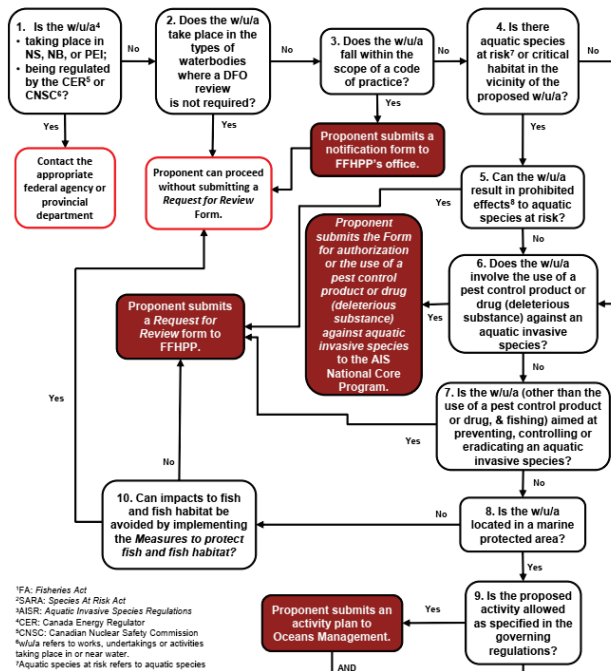 1. Is the w/u/a⁴
• taking place in
NS, NB, or PEI;
• being regulated
by the CER⁵ or
CNSC⁶?
No
Yes
Contact the
appropriate
federal agency or
provincial
department
2. Does the w/u/a
take place in the
types of
waterbodies
where a DFO
review
is not required?
No
Yes
Proponent can proceed
without submitting a
Request for Review
Form.
3. Does the w/u/a
fall within the
scope of a code
of practice?
No
Yes
Proponent submits a
notification form to
FFHPP's office.
4. Is there
aquatic species
at risk⁷ or critical
habitat in the
vicinity of the
proposed w/u/a?
Yes
5. Can the w/u/a
result in prohibited
effects⁸ to aquatic
species at risk?
Yes
No
6. Does the w/u/a
involve the use of a
pest control product
or drug (deleterious
substance) against an
aquatic invasive
species?
Yes
No
Proponent
submits the Form
for authorization
or the use of a
pest control
product or drug
(deleterious
substance)
against aquatic
invasive species
to the AIS
National Core
Program.
Proponent submits
a Request for
Review form to
FFHPP.
7. Is the w/u/a (other than the
use of a pest control product
or drug, & fishing) aimed at
preventing, controlling or
eradicating an aquatic
invasive species?
Yes
No
8. Is the w/u/a
located in a marine
protected area?
No
Yes
10. Can impacts to fish
and fish habitat be
avoided by implementing
the Measures to protect
fish and fish habitat?
No
Yes
9. Is the proposed
activity allowed
as specified in the
governing
regulations?
Yes
Proponent submits an
activity plan to
Oceans Management.
AND
¹FA: Fisheries Act
²SARA: Species At Risk Act
³AISR: Aquatic Invasive Species Regulations
⁴CER: Canada Energy Regulator
⁵CNSC: Canadian Nuclear Safety Commission
⁶w/u/a refers to works, undertakings or activities
taking place in or near water.
⁷Aquatic species at risk refers to aquatic species